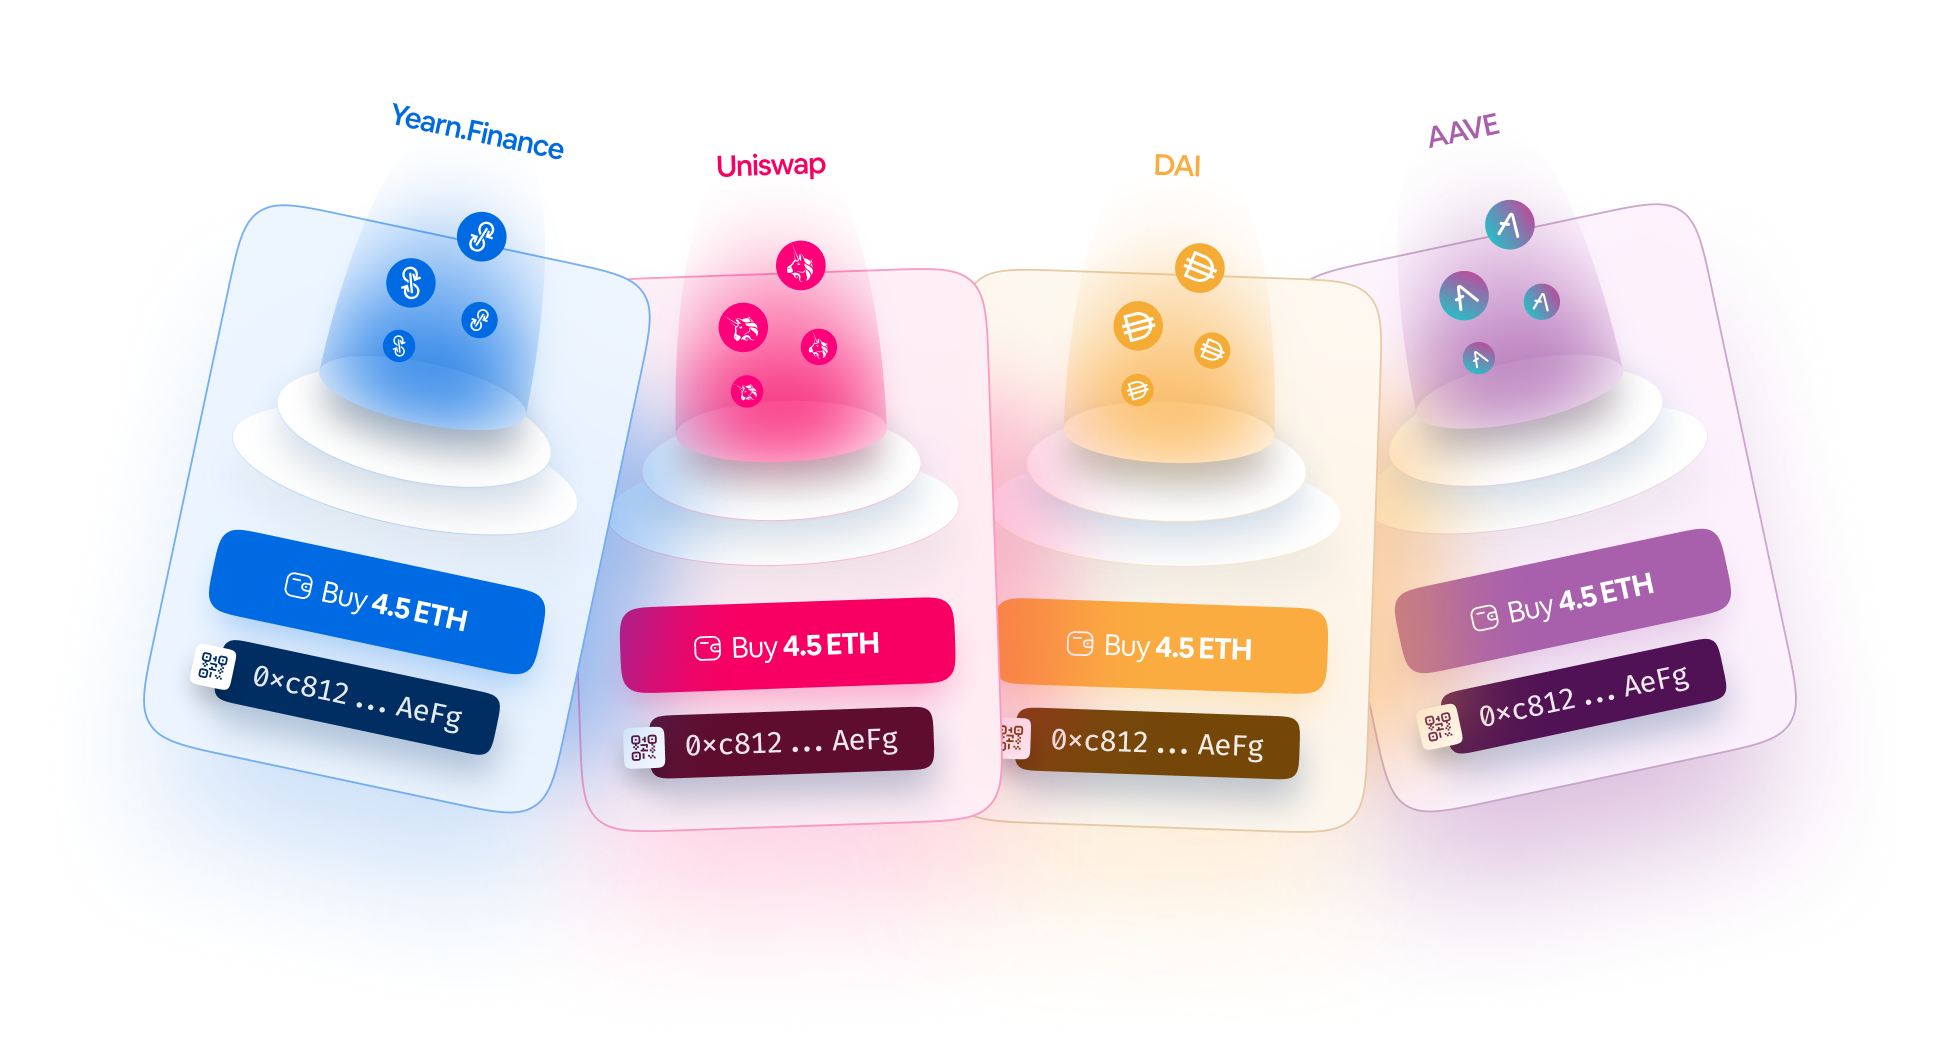 Yearn.Finance
Buy 4.5 ETH
0×c812 ... AeFg
Uniswap
Buy 4.5 ETH
0×c812 ... AeFg
DAI
Buy 4.5 ETH
0×c812 ... AeFg
AAVE
Buy 4.5 ETH
0×c812 ... AeFg